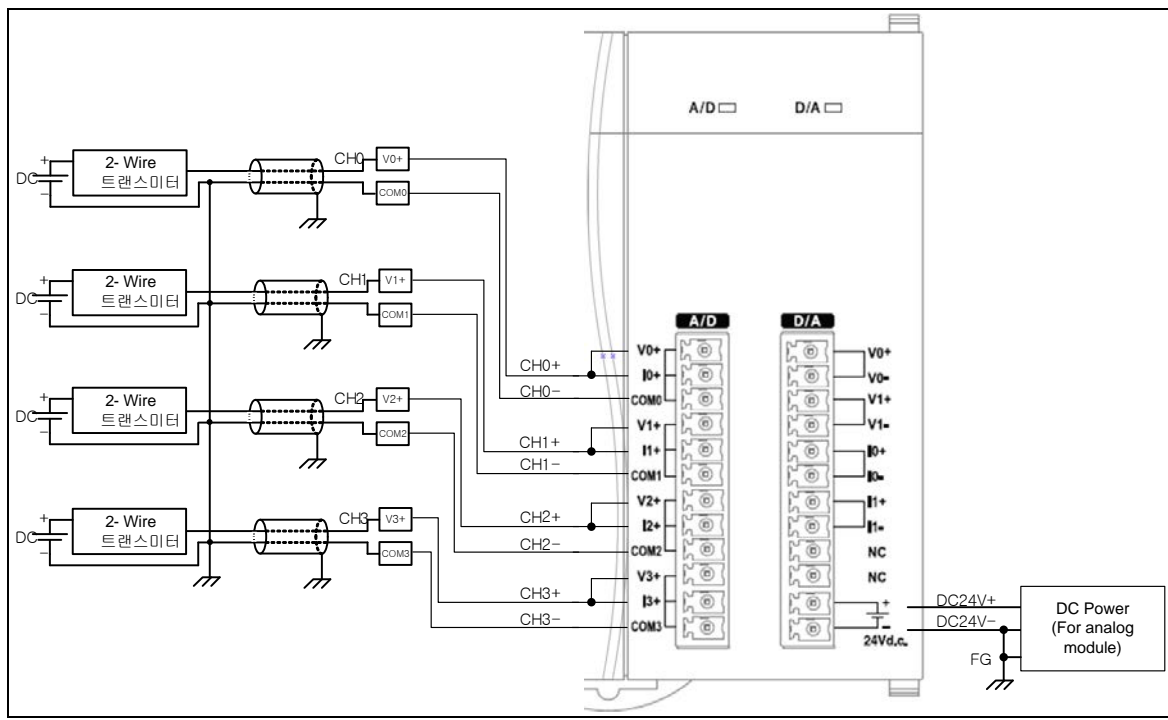 A/D
D/A
DC
+
-
2- Wire
트랜스미터
CH0
V0+
COM0
DC
+
-
2- Wire
트랜스미터
CH1
V1+
COM1
DC
+
-
2- Wire
트랜스미터
CH2
V2+
COM2
DC
+
-
2- Wire
트랜스미터
CH3
V3+
COM3
CH0+
CH0-
CH1+
CH1-
CH2+
CH2-
CH3+
CH3-
A/D
V0+
I0+
COM0
V1+
I1+
COM1
V2+
I2+
COM2
V3+
I3+
COM3
D/A
V0+
V0-
V1+
V1-
I0+
I0-
I1+
I1-
NC
NC
+
-
24Vd.c.
DC24V+
DC24V-
FG
DC Power
(For analog
module)